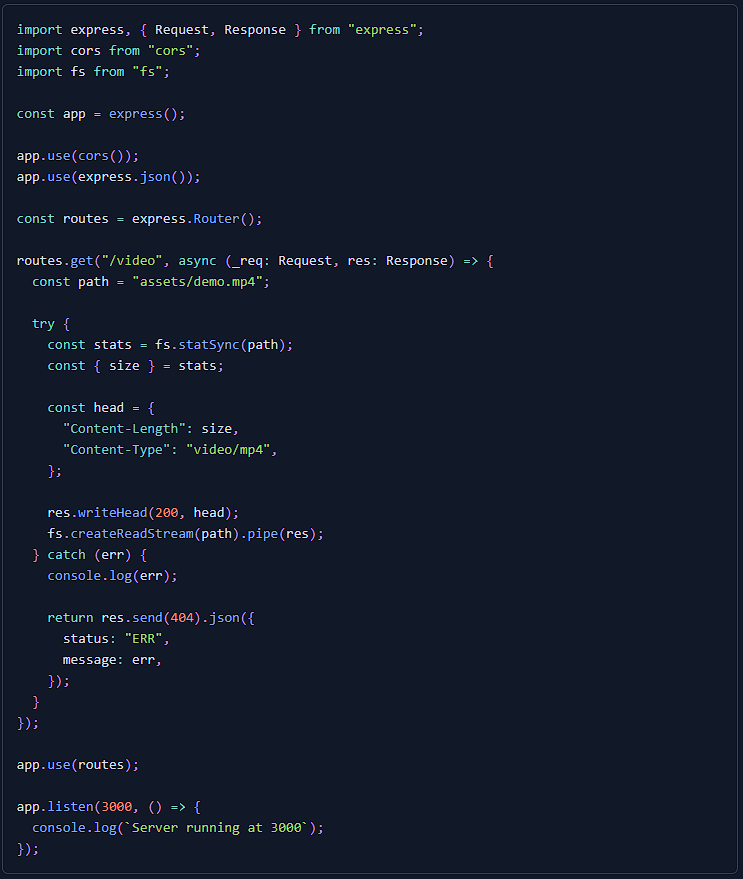 import express, { Request, Response } from "express";
import cors from "cors";
import fs from "fs";

const app = express();

app.use(cors());
app.use(express.json());

const routes = express.Router();

routes.get("/video", async (_req: Request, res: Response) => {
  const path = "assets/demo.mp4";

  try {
    const stats = fs.statSync(path);
    const { size } = stats;

    const head = {
      "Content-Length": size,
      "Content-Type": "video/mp4",
    };

    res.writeHead(200, head);
    fs.createReadStream(path).pipe(res);
  } catch (err) {
    console.log(err);

    return res.send(404).json({
      status: "ERR",
      message: err,
    });
  }
});

app.use(routes);

app.listen(3000, () => {
  console.log(`Server running at 3000`);
});